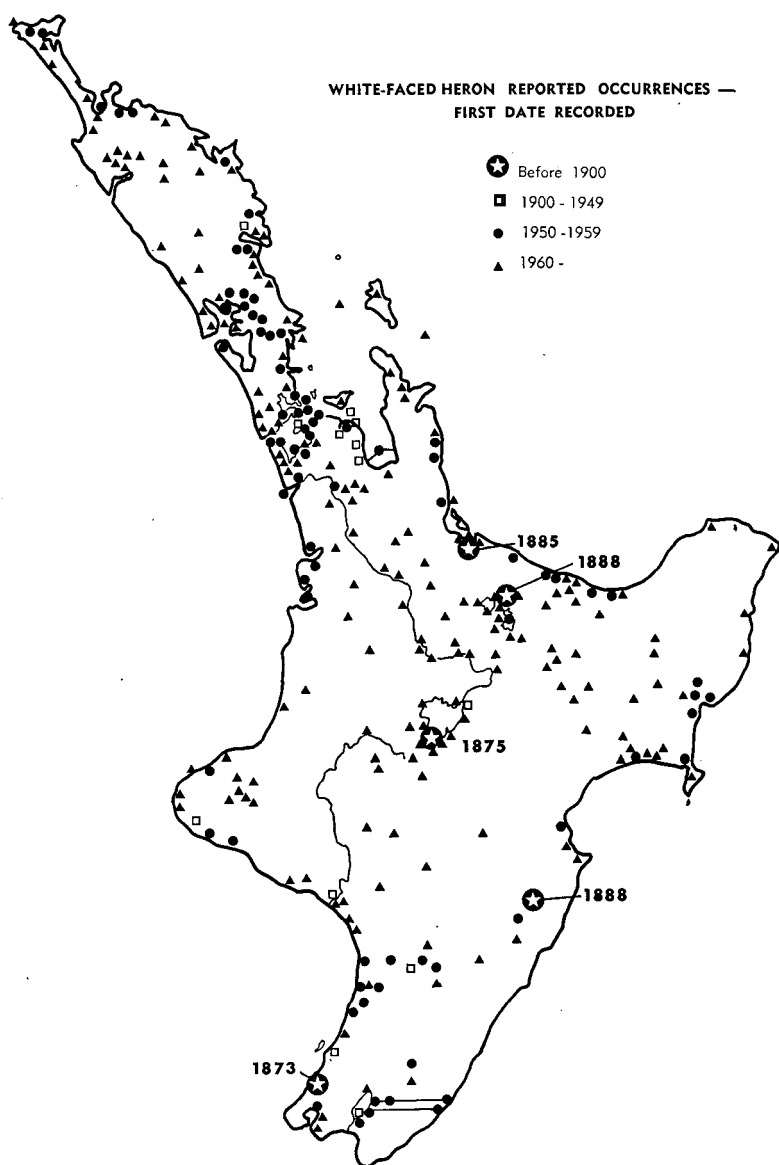 WHITE-FACED HERON REPORTED OCCURRENCES —
FIRST DATE RECORDED
Before 1900
1900 - 1949
1950 - 1959
1960 -
1885
1888
1875
1888
1873